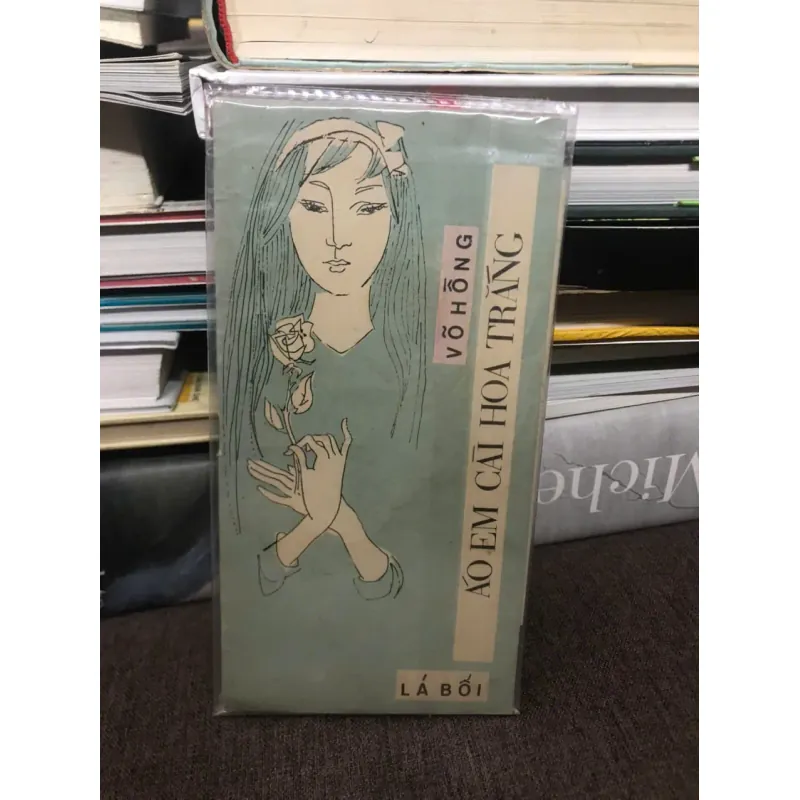 VÕ HỒNG
ÁO EM CÀI HOA TRẮNG
LÁ BỐI
Miche